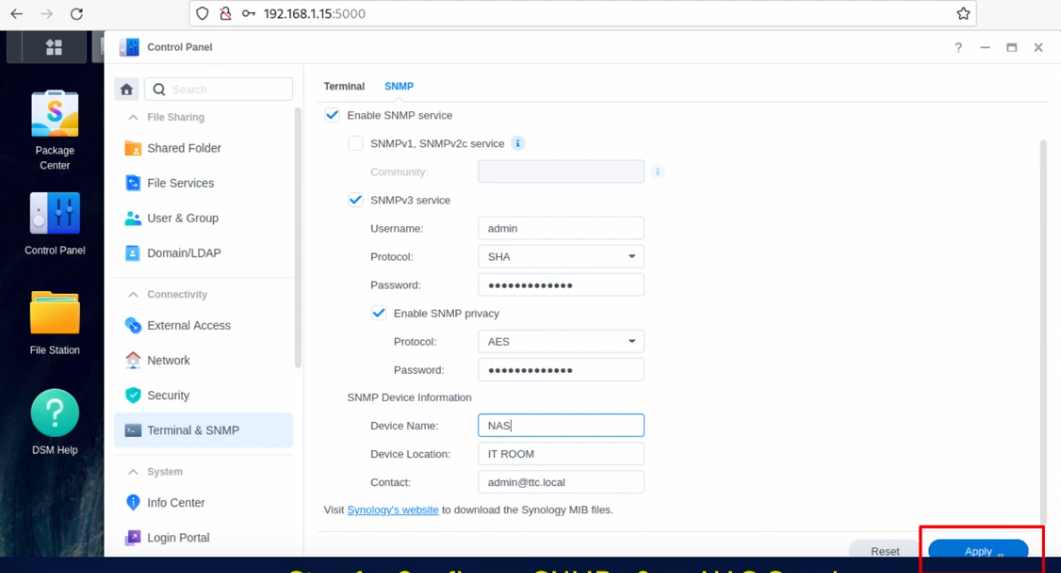 192.168.1.15:5000
Control Panel
Search
Terminal
SNMP
File Sharing
Shared Folder
File Services
User & Group
Domain/LDAP
Connectivity
External Access
Network
Security
Terminal & SNMP
System
Info Center
Login Portal
Package
Center
Control Panel
File Station
DSM Help
Enable SNMP service
SNMPv1, SNMPv2c service
Community:
SNMPv3 service
Username: admin
Protocol: SHA
Password: •••••••••••••
Enable SNMP privacy
Protocol: AES
Password: •••••••••••••
SNMP Device Information
Device Name: NAS
Device Location: IT ROOM
Contact: admin@ttc.local
Visit Synology's website to download the Synology MIB files.
Reset
Apply